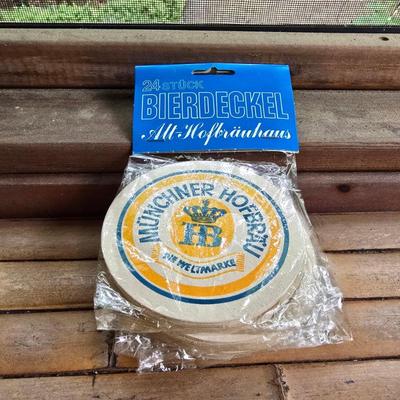 24 STÜCK
BIERDECKEL
Alt-Hofbräuhaus
MÜNCHNER HOFBRÄU
HB
DIE WELTMARKE